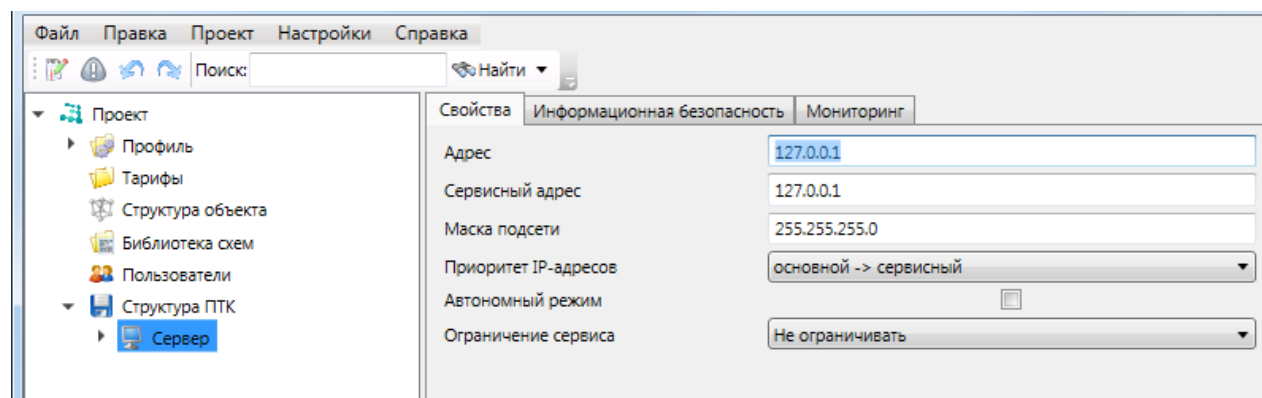 Файл Правка Проект Настройки Справка
Поиск: Найти
Проект
Профиль
Тарифы
Структура объекта
Библиотека схем
Пользователи
Структура ПТК
Сервер
Свойства Информационная безопасность Мониторинг
Адрес 127.0.0.1
Сервисный адрес 127.0.0.1
Маска подсети 255.255.255.0
Приоритет IP-адресов основной -> сервисный
Автономный режим
Ограничение сервиса Не ограничивать